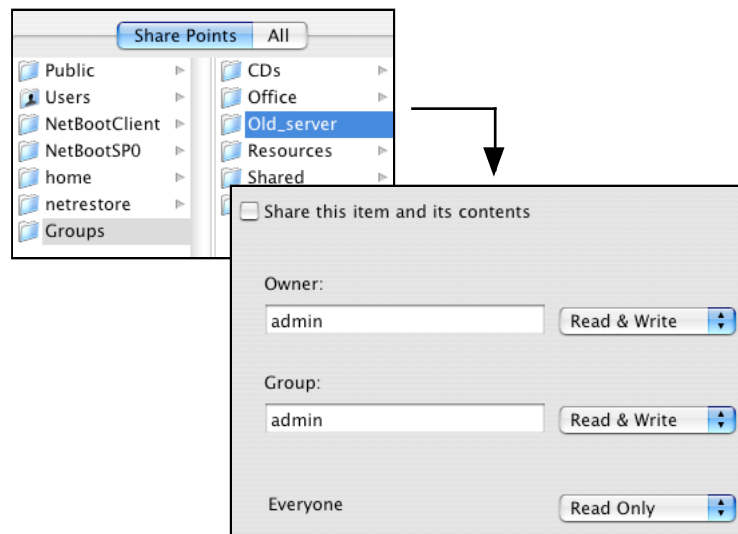 Share Points All
Public
Users
NetBootClient
NetBootSP0
home
netrestore
Groups
CDs
Office
Old_server
Resources
Shared
Share this item and its contents
Owner:
admin Read & Write
Group:
admin Read & Write
Everyone Read Only